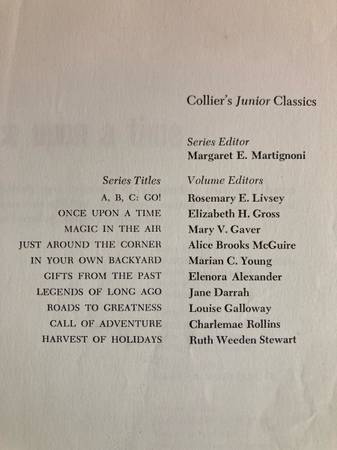 Collier's Junior Classics
Series Editor
Margaret E. Martignoni
Series Titles Volume Editors
A, B, C: GO! Rosemary E. Livsey
ONCE UPON A TIME Elizabeth H. Gross
MAGIC IN THE AIR Mary V. Gaver
JUST AROUND THE CORNER Alice Brooks McGuire
IN YOUR OWN BACKYARD Marian C. Young
GIFTS FROM THE PAST Elenora Alexander
LEGENDS OF LONG AGO Jane Darrah
ROADS TO GREATNESS Louise Galloway
CALL OF ADVENTURE Charlemae Rollins
HARVEST OF HOLIDAYS Ruth Weeden Stewart